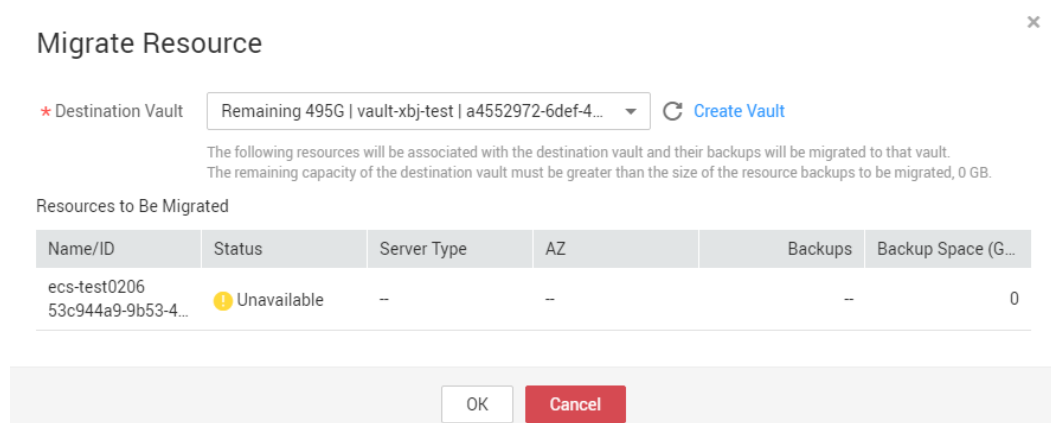 Migrate Resource
* Destination Vault Remaining 495G | vault-xbj-test | a4552972-6def-4... Create Vault
The following resources will be associated with the destination vault and their backups will be migrated to that vault.
The remaining capacity of the destination vault must be greater than the size of the resource backups to be migrated, 0 GB.
Resources to Be Migrated
Name/ID Status Server Type AZ Backups Backup Space (G...
ecs-test0206
53c944a9-9b53-4... Unavailable -- -- -- 0
OK Cancel